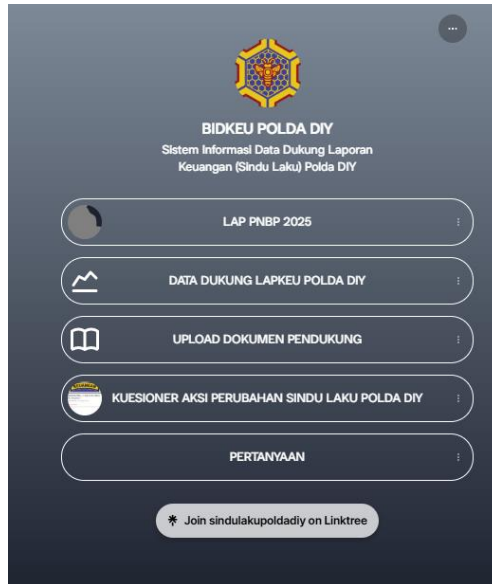 BIDKEU POLDA DIY
Sistem Informasi Data Dukung Laporan
Keuangan (Sindu Laku) Polda DIY
LAP PNBP 2025
DATA DUKUNG LAPKEU POLDA DIY
UPLOAD DOKUMEN PENDUKUNG
KUESIONER AKSI PERUBAHAN SINDU LAKU POLDA DIY
PERTANYAAN
Join sindulakupoldadiy on Linktree